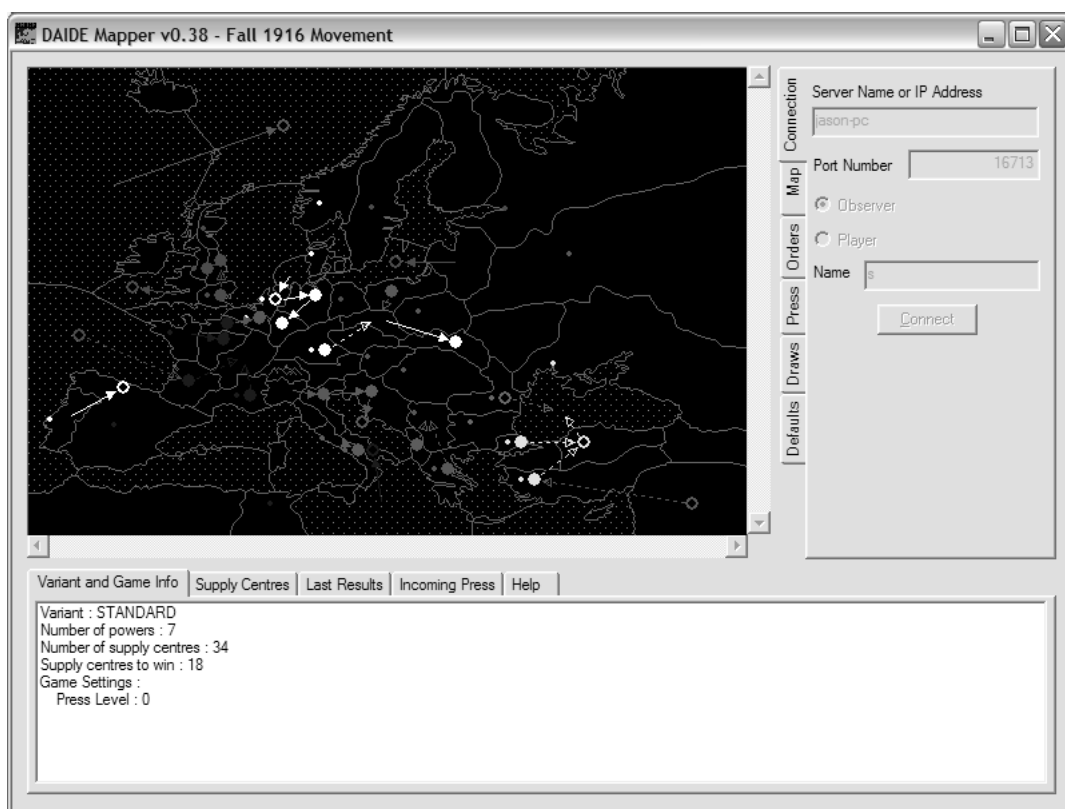 DAIDE Mapper v0.38 - Fall 1916 Movement
Connection
Map
Orders
Press
Draws
Defaults
Server Name or IP Address
jason-pc
Port Number 16713
Observer
Player
Name s
Connect
Variant and Game Info Supply Centres Last Results Incoming Press Help
Variant : STANDARD
Number of powers : 7
Number of supply centres : 34
Supply centres to win : 18
Game Settings :
Press Level : 0